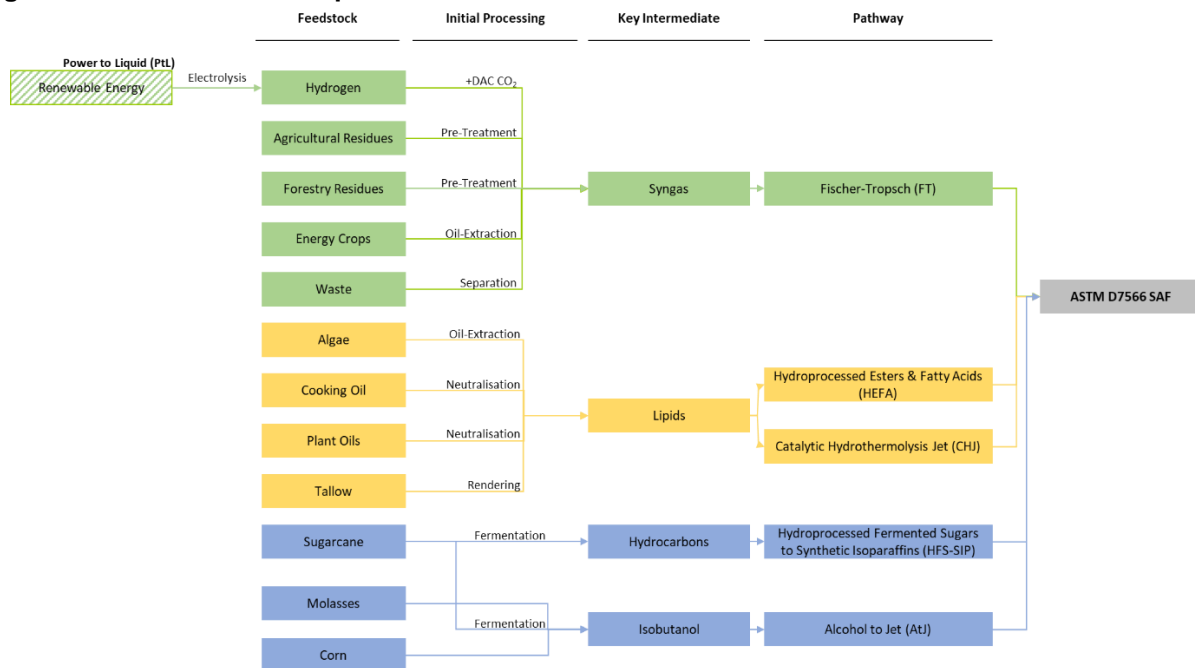 Feedstock
Initial Processing
Key Intermediate
Pathway
Power to Liquid (PtL)
Renewable Energy
Electrolysis
Hydrogen
+DAC CO₂
Agricultural Residues
Pre-Treatment
Forestry Residues
Pre-Treatment
Syngas
Fischer-Tropsch (FT)
Energy Crops
Oil-Extraction
Waste
Separation
ASTM D7566 SAF
Algae
Oil-Extraction
Cooking Oil
Neutralisation
Hydroprocessed Esters & Fatty Acids
(HEFA)
Lipids
Plant Oils
Neutralisation
Catalytic Hydrothermolysis Jet (CHJ)
Tallow
Rendering
Sugarcane
Fermentation
Hydrocarbons
Hydroprocessed Fermented Sugars
to Synthetic Isoparaffins (HFS-SIP)
Molasses
Fermentation
Isobutanol
Alcohol to Jet (AtJ)
Corn